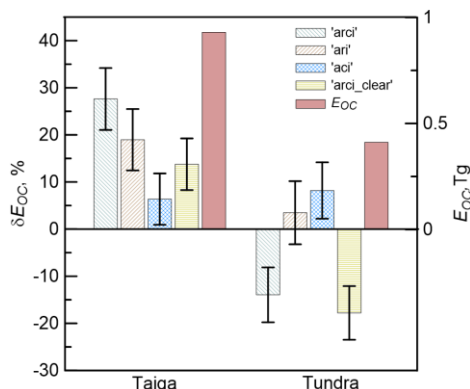 'arci'
'ari'
'aci'
'arci_clear'
E_OC
δE_OC, %
40
30
20
10
0
-10
-20
-30
1
0.5
0
E_OC,Tg
Taiga
Tundra